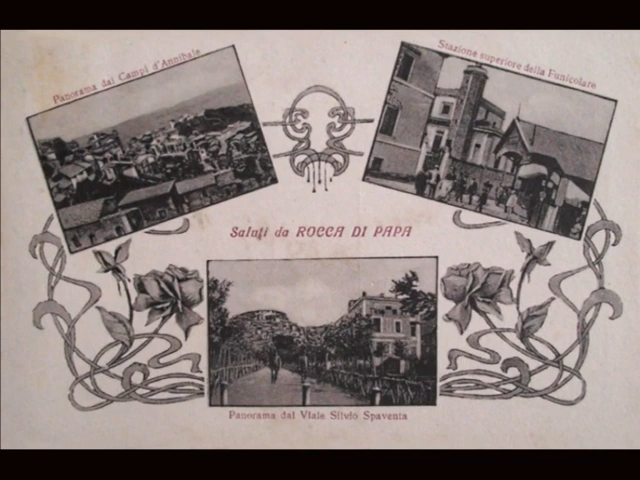 Panorama dai Campi d'Annibale
Stazione superiore della Funicolare
Saluti da ROCCA DI PAPA
Panorama dal Viale Silvio Spaventa